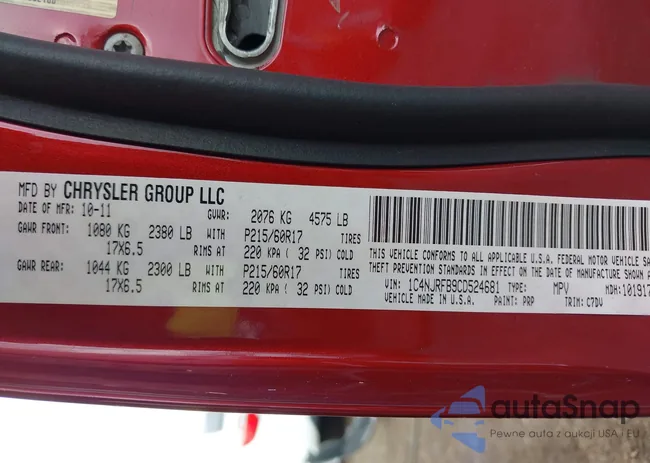 MFD BY CHRYSLER GROUP LLC
DATE OF MFR: 10-11 GVWR: 2076 KG 4575 LB
GAWR FRONT: 1080 KG 2380 LB WITH P215/60R17 TIRES
17X6.5 RIMS AT 220 KPA ( 32 PSI) COLD
GAWR REAR: 1044 KG 2300 LB WITH P215/60R17 TIRES
17X6.5 RIMS AT 220 KPA ( 32 PSI) COLD
THIS VEHICLE CONFORMS TO ALL APPLICABLE U.S.A. FEDERAL MOTOR VEHICLE
SAFETY STANDARDS IN EFFECT ON THE DATE OF MANUFACTURE SHOWN
VIN: 1C4NJRFB9CD524681 TYPE: MPV MDH: 101917
VEHICLE MADE IN U.S.A. PAINT: PRP TRIM: C7DV
autoSnap
Pewne auta z aukcji USA i EU